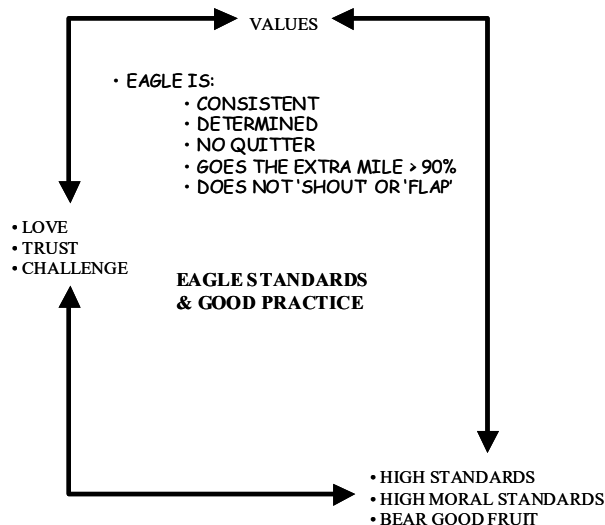 VALUES
• EAGLE IS:
• CONSISTENT
• DETERMINED
• NO QUITTER
• GOES THE EXTRA MILE > 90%
• DOES NOT 'SHOUT' OR 'FLAP'
• LOVE
• TRUST
• CHALLENGE
EAGLE STANDARDS
& GOOD PRACTICE
• HIGH STANDARDS
• HIGH MORAL STANDARDS
• BEAR GOOD FRUIT